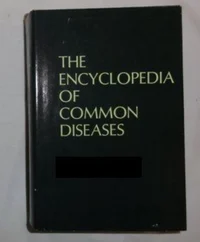 THE
ENCYCLOPEDIA
OF
COMMON
DISEASES